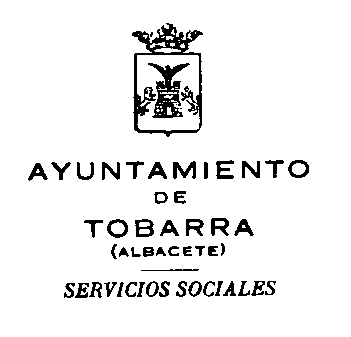 AYUNTAMIENTO
DE
TOBARRA
(ALBACETE)
SERVICIOS SOCIALES